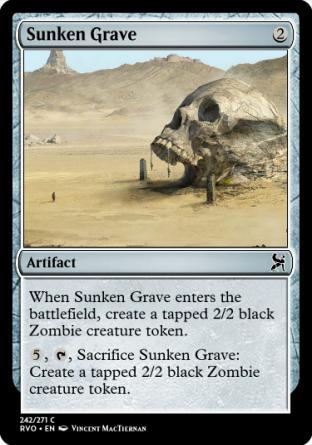 Sunken Grave 2
Artifact
When Sunken Grave enters the
battlefield, create a tapped 2/2 black
Zombie creature token.
5, , Sacrifice Sunken Grave:
Create a tapped 2/2 black Zombie
creature token.
242/271 C
RVO • EN VINCENT MACTIERNAN